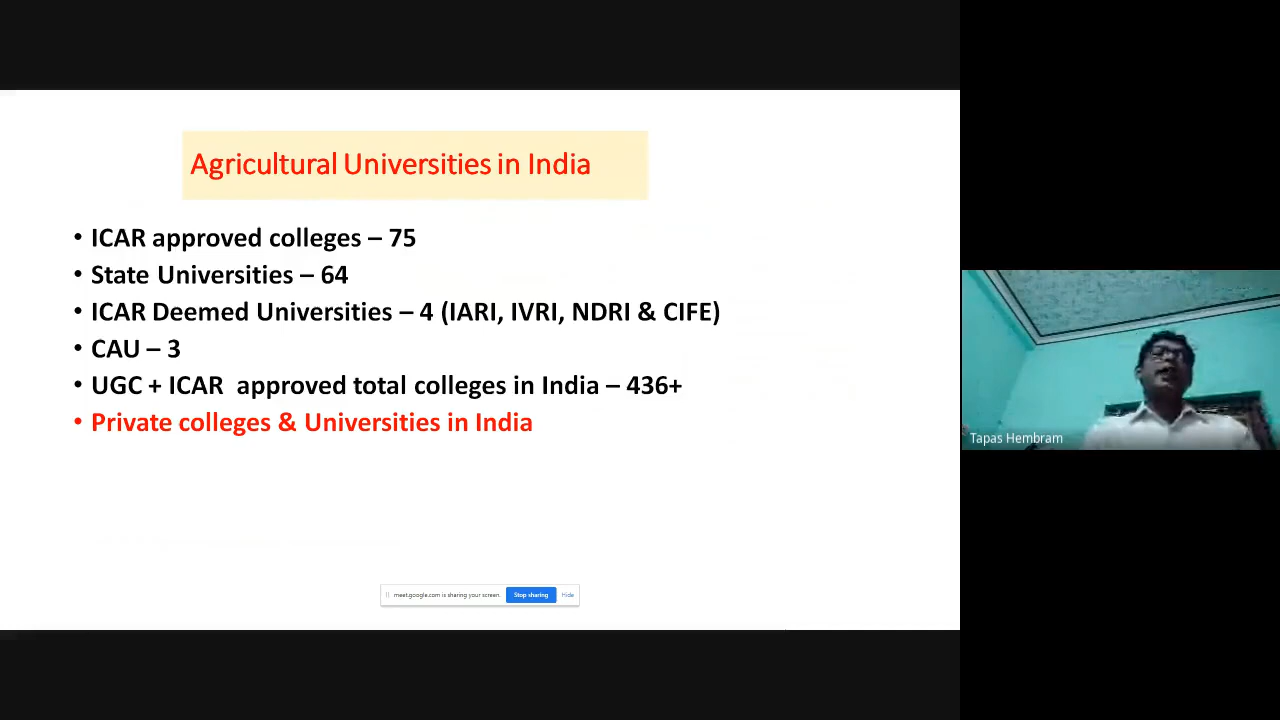 Agricultural Universities in India
• ICAR approved colleges – 75
• State Universities – 64
• ICAR Deemed Universities – 4 (IARI, IVRI, NDRI & CIFE)
• CAU – 3
• UGC + ICAR  approved total colleges in India – 436+
• Private colleges & Universities in India
meet.google.com is sharing your screen. Stop sharing Hide
Tapas Hembram